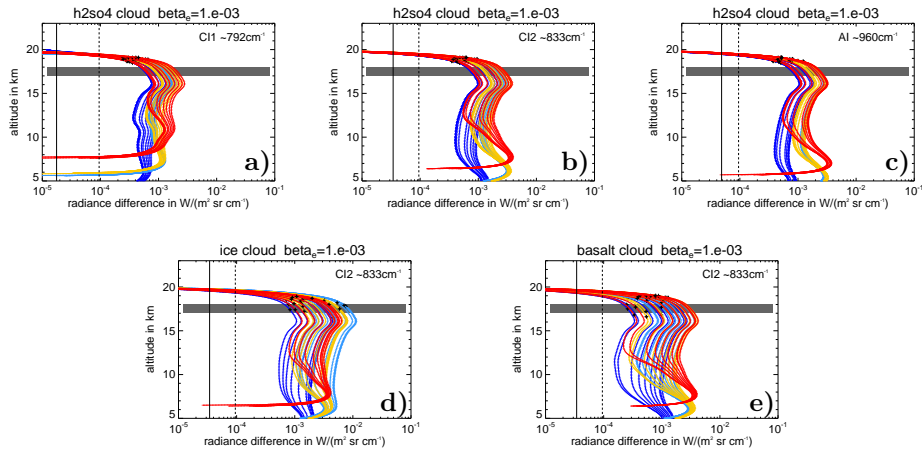 h2so4 cloud beta_e=1.e-03
CI1 ~792cm⁻¹
altitude in km
20
15
10
5
a)
10⁻⁵ 10⁻⁴ 10⁻³ 10⁻² 10⁻¹
radiance difference in W/(m² sr cm⁻¹)
h2so4 cloud beta_e=1.e-03
CI2 ~833cm⁻¹
altitude in km
20
15
10
5
b)
10⁻⁵ 10⁻⁴ 10⁻³ 10⁻² 10⁻¹
radiance difference in W/(m² sr cm⁻¹)
h2so4 cloud beta_e=1.e-03
AI ~960cm⁻¹
altitude in km
20
15
10
5
c)
10⁻⁵ 10⁻⁴ 10⁻³ 10⁻² 10⁻¹
radiance difference in W/(m² sr cm⁻¹)
ice cloud beta_e=1.e-03
CI2 ~833cm⁻¹
altitude in km
20
15
10
5
d)
10⁻⁵ 10⁻⁴ 10⁻³ 10⁻² 10⁻¹
radiance difference in W/(m² sr cm⁻¹)
basalt cloud beta_e=1.e-03
CI2 ~833cm⁻¹
altitude in km
20
15
10
5
e)
10⁻⁵ 10⁻⁴ 10⁻³ 10⁻² 10⁻¹
radiance difference in W/(m² sr cm⁻¹)